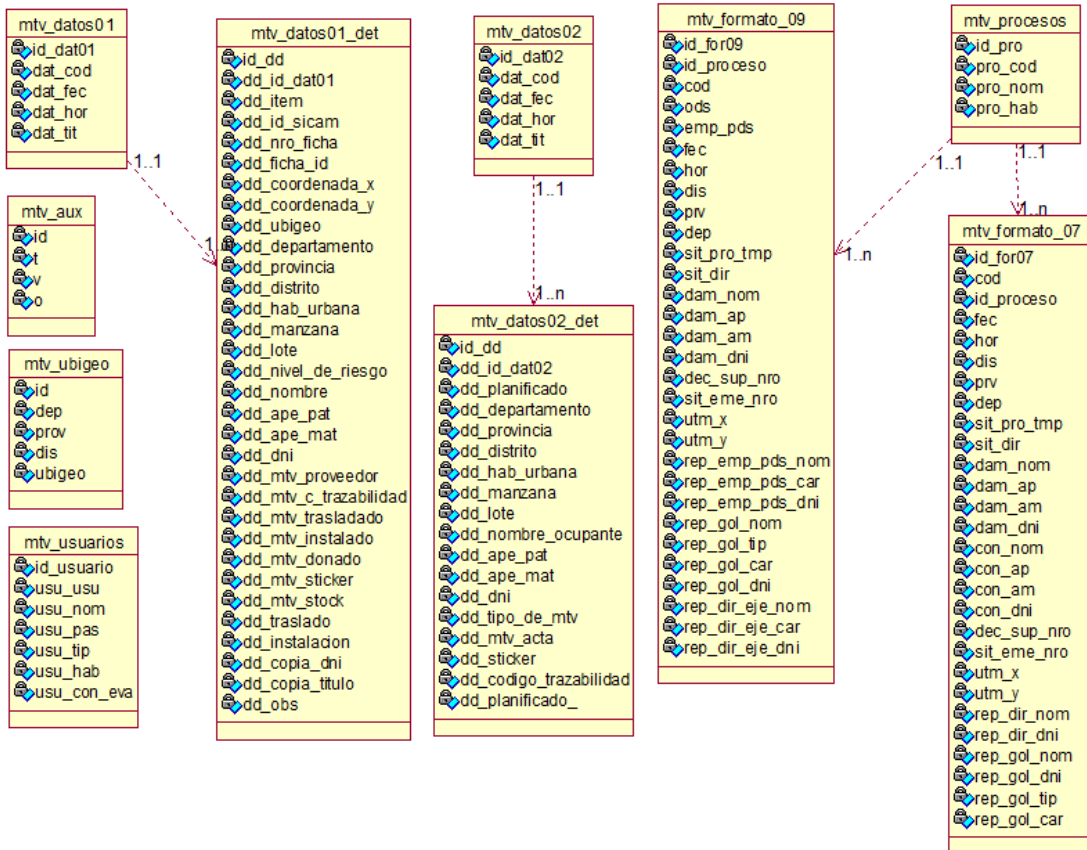 mtv_datos01
id_dat01
dat_cod
dat_fec
dat_hor
dat_tit
1..1
mtv_aux
id
t
v
o
mtv_ubigeo
id
dep
prov
dis
ubigeo
mtv_usuarios
id_usuario
usu_usu
usu_nom
usu_pas
usu_tip
usu_hab
usu_con_eva
mtv_datos01_det
id_dd
dd_id_dat01
dd_item
dd_id_sicam
dd_nro_ficha
dd_ficha_id
dd_coordenada_x
dd_coordenada_y
dd_ubigeo
1..n
dd_departamento
dd_provincia
dd_distrito
dd_hab_urbana
dd_manzana
dd_lote
dd_nivel_de_riesgo
dd_nombre
dd_ape_pat
dd_ape_mat
dd_dni
dd_mtv_proveedor
dd_mtv_c_trazabilidad
dd_mtv_trasladado
dd_mtv_instalado
dd_mtv_donado
dd_mtv_sticker
dd_mtv_stock
dd_traslado
dd_instalacion
dd_copia_dni
dd_copia_titulo
dd_obs
mtv_datos02
id_dat02
dat_cod
dat_fec
dat_hor
dat_tit
1..1
1..n
mtv_datos02_det
id_dd
dd_id_dat02
dd_planificado
dd_departamento
dd_provincia
dd_distrito
dd_hab_urbana
dd_manzana
dd_lote
dd_nombre_ocupante
dd_ape_pat
dd_ape_mat
dd_dni
dd_tipo_de_mtv
dd_mtv_acta
dd_sticker
dd_codigo_trazabilidad
dd_planificado_
mtv_formato_09
id_for09
id_proceso
cod
ods
emp_pds
fec
hor
dis
prv
dep
sit_pro_tmp
sit_dir
dam_nom
dam_ap
dam_am
dam_dni
dec_sup_nro
sit_eme_nro
utm_x
utm_y
rep_emp_pds_nom
rep_emp_pds_car
rep_emp_pds_dni
rep_gol_nom
rep_gol_tip
rep_gol_car
rep_gol_dni
rep_dir_eje_nom
rep_dir_eje_car
rep_dir_eje_dni
mtv_procesos
id_pro
pro_cod
pro_nom
pro_hab
1..1
1..1
1..n
1..n
mtv_formato_07
id_for07
cod
id_proceso
fec
hor
dis
prv
dep
sit_pro_tmp
sit_dir
dam_nom
dam_ap
dam_am
dam_dni
con_nom
con_ap
con_am
con_dni
dec_sup_nro
sit_eme_nro
utm_x
utm_y
rep_dir_nom
rep_dir_dni
rep_gol_nom
rep_gol_dni
rep_gol_tip
rep_gol_car